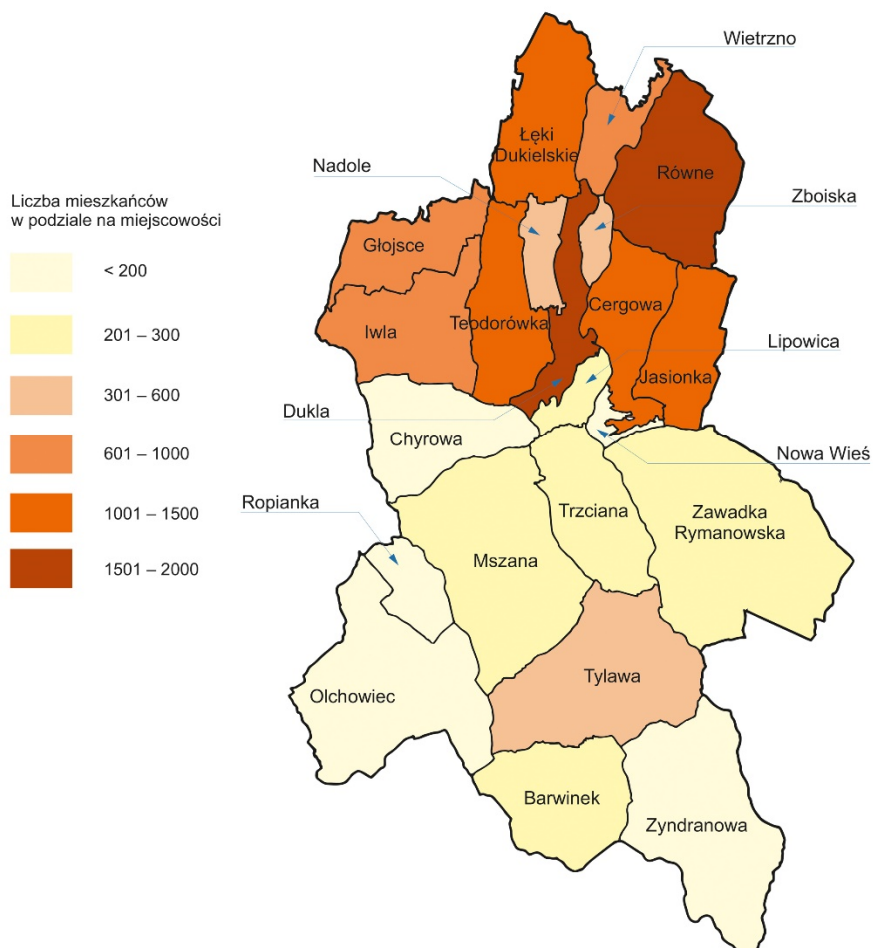 Wietrzno
Łęki
Dukielskie
Nadole
Równe
Zboiska
Liczba mieszkańców
w podziale na miejscowości
< 200
201 – 300
301 – 600
601 – 1000
1001 – 1500
1501 – 2000
Głojsce
Iwla
Teodorówka
Cergowa
Lipowica
Jasionka
Dukla
Chyrowa
Nowa Wieś
Ropianka
Trzciana
Zawadka
Rymanowska
Mszana
Tylawa
Olchowiec
Barwinek
Zyndranowa